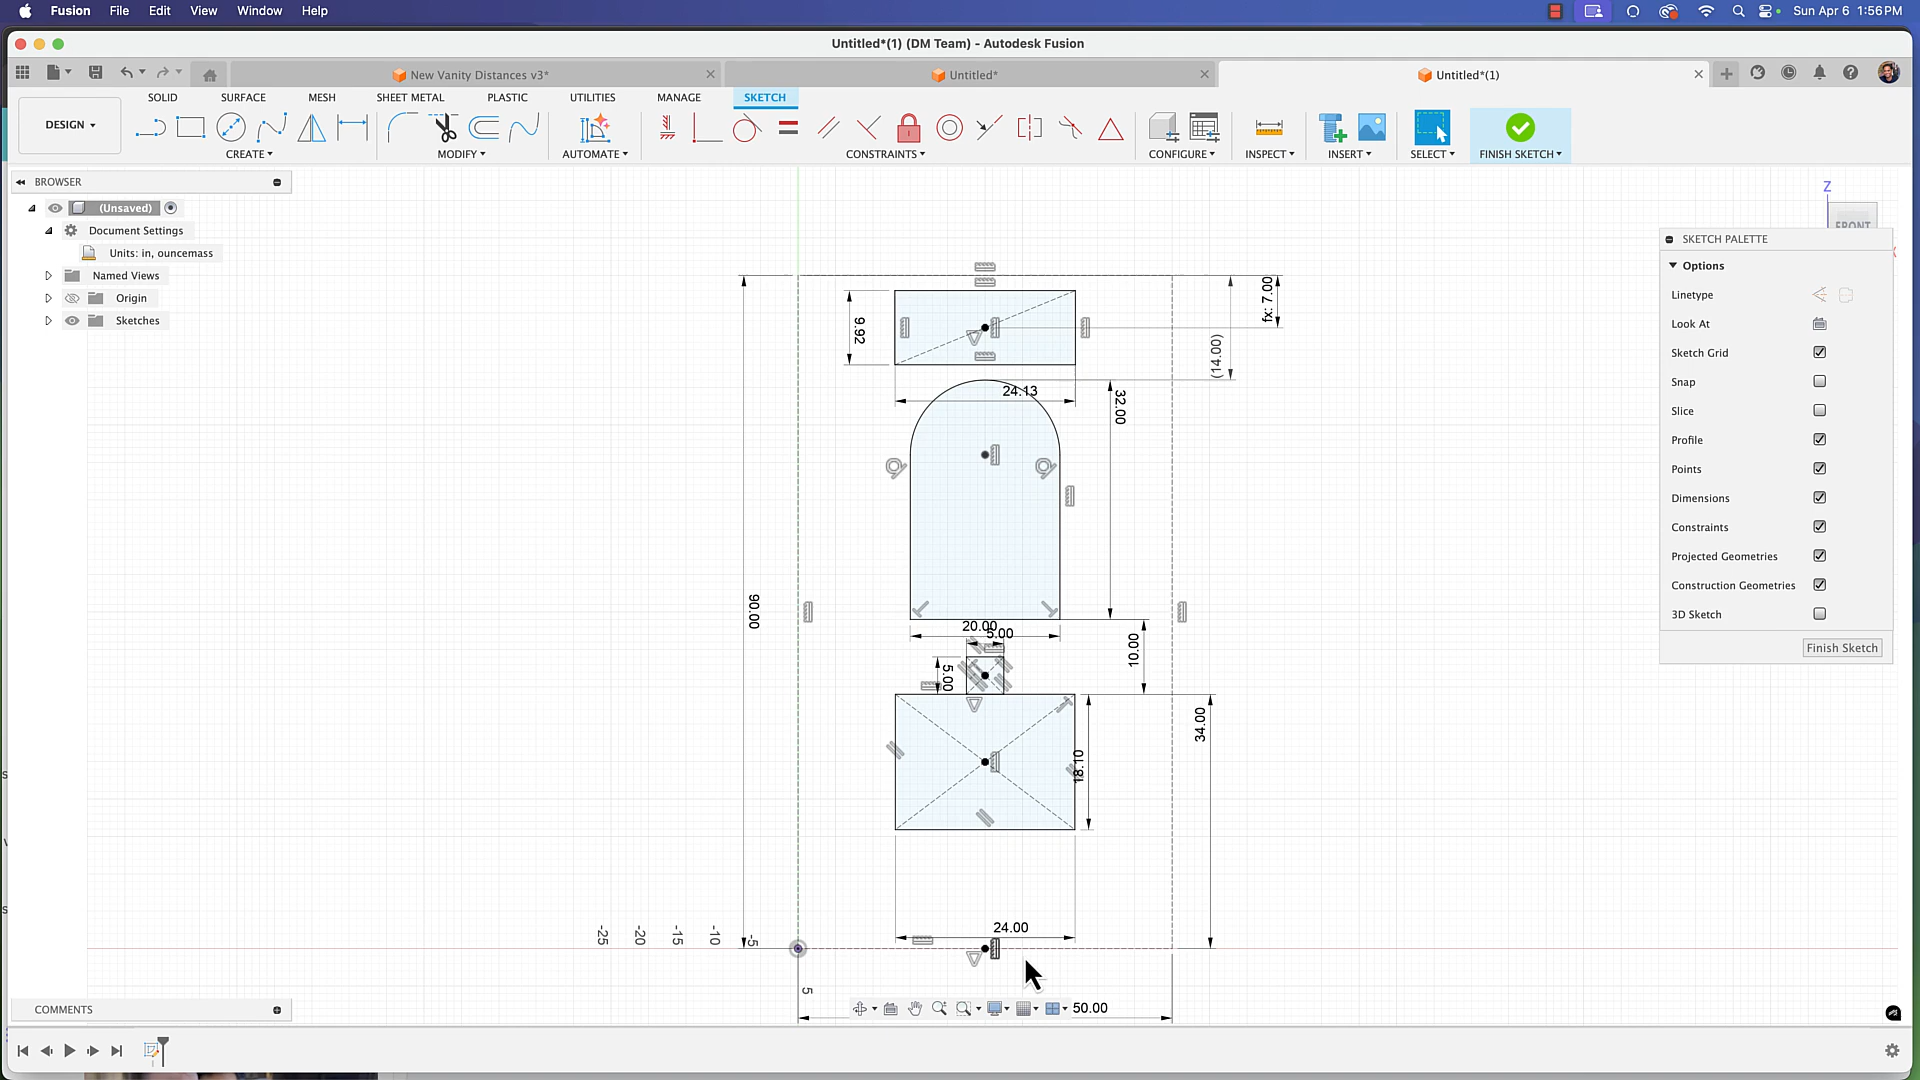 Fusion File Edit View Window Help Sun Apr 6 1:56 PM
Untitled*(1) (DM Team) - Autodesk Fusion
New Vanity Distances v3* Untitled* Untitled*(1)
SOLID SURFACE MESH SHEET METAL PLASTIC UTILITIES MANAGE SKETCH
DESIGN
CREATE MODIFY AUTOMATE CONSTRAINTS CONFIGURE INSPECT INSERT SELECT FINISH SKETCH
BROWSER
(Unsaved)
Document Settings
Units: in, ouncemass
Named Views
Origin
Sketches
Z
FRONT
SKETCH PALETTE
Options
Linetype
Look At
Sketch Grid
Snap
Slice
Profile
Points
Dimensions
Constraints
Projected Geometries
Construction Geometries
3D Sketch
Finish Sketch
fx: 7.00
9.92
(14.00)
24.13
32.00
90.00
20.00
5.00
10.00
5.00
34.00
18.10
24.00
-25 -20 -15 -10 -5
5
50.00
COMMENTS